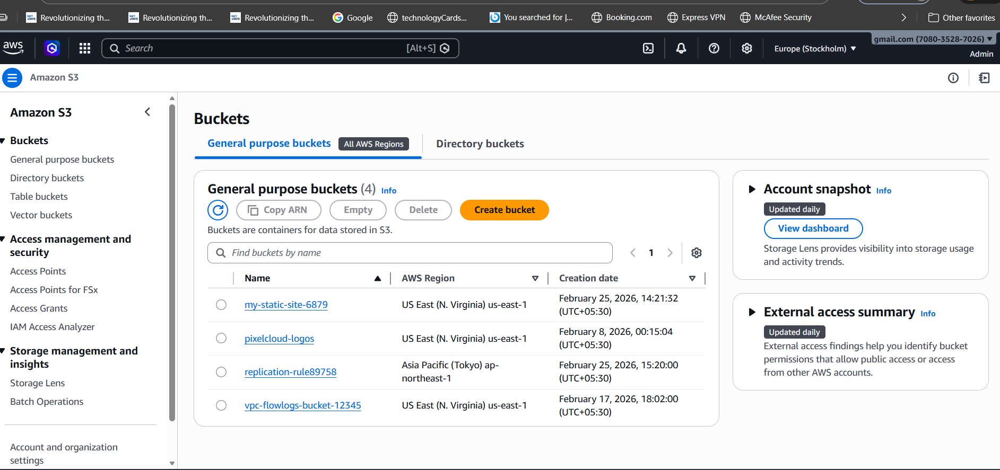 Revolutionizing th...
Revolutionizing th...
Revolutionizing th...
Google
technologyCards...
You searched for |...
Booking.com
Express VPN
McAfee Security
Other favorites
aws
Search
[Alt+S]
Europe (Stockholm)
gmail.com (7080-3528-7026)
Admin
Amazon S3
Amazon S3
Buckets
General purpose buckets
Directory buckets
Table buckets
Vector buckets
Access management and
security
Access Points
Access Points for FSx
Access Grants
IAM Access Analyzer
Storage management and
insights
Storage Lens
Batch Operations
Account and organization
settings
Buckets
General purpose buckets All AWS Regions
Directory buckets
General purpose buckets (4) Info
Copy ARN
Empty
Delete
Create bucket
Buckets are containers for data stored in S3.
Find buckets by name
1
Name AWS Region Creation date
my-static-site-6879 US East (N. Virginia) us-east-1 February 25, 2026, 14:21:32
(UTC+05:30)
pixelcloud-logos US East (N. Virginia) us-east-1 February 8, 2026, 00:15:04
(UTC+05:30)
replication-rule89758 Asia Pacific (Tokyo) ap-
northeast-1 February 25, 2026, 15:20:00
(UTC+05:30)
vpc-flowlogs-bucket-12345 US East (N. Virginia) us-east-1 February 17, 2026, 18:02:00
(UTC+05:30)
Account snapshot Info
Updated daily
View dashboard
Storage Lens provides visibility into storage usage
and activity trends.
External access summary Info
Updated daily
External access findings help you identify bucket
permissions that allow public access or access
from other AWS accounts.